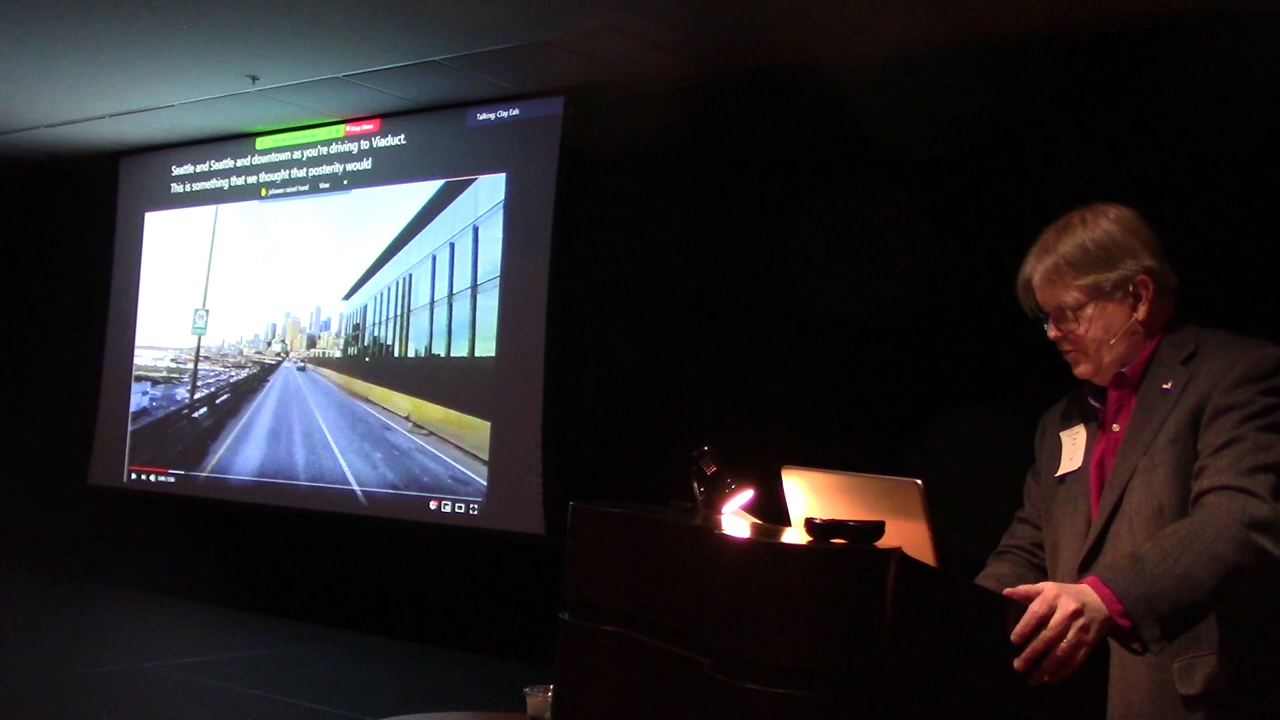 Talking: Clay Eals
Stop Share
Seattle and Seattle and downtown as you're driving to Viaduct.
This is something that we thought that posterity would
raised hand View